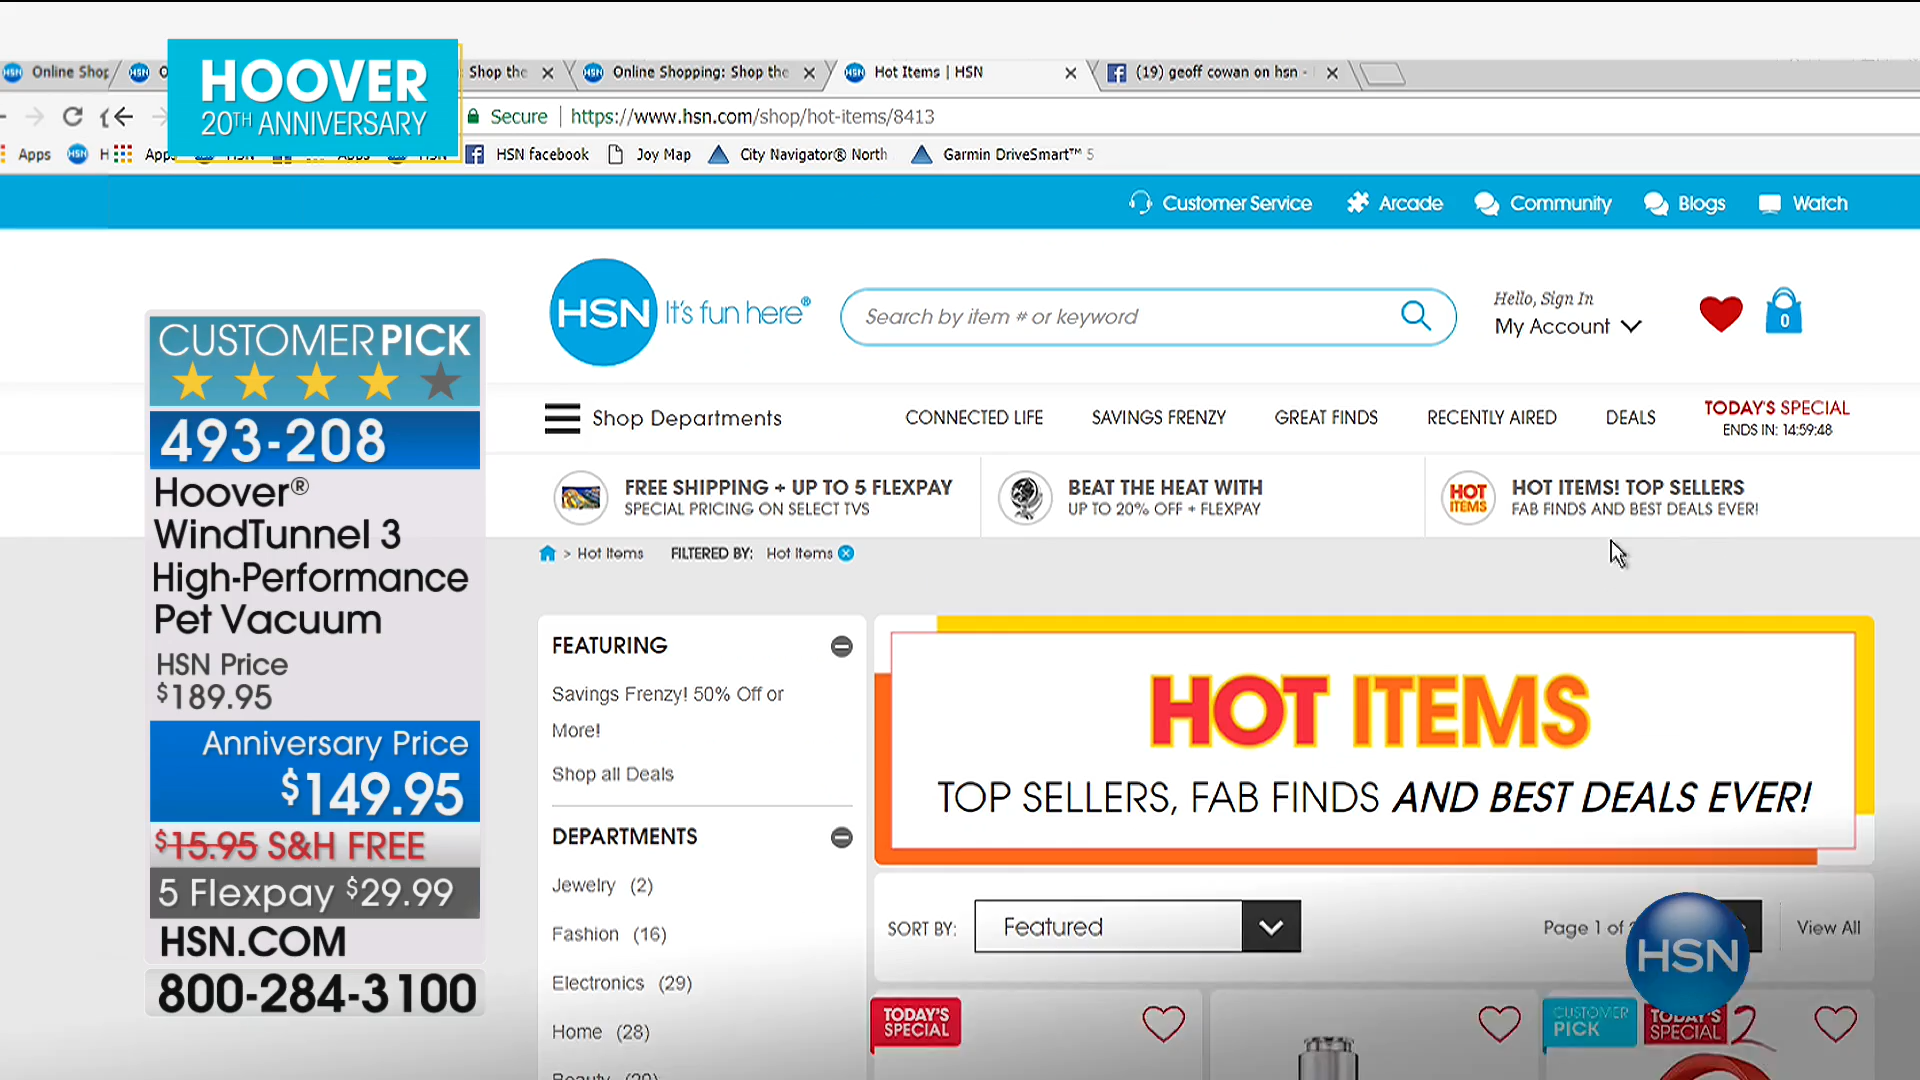 HOOVER
20TH ANNIVERSARY
Online Shop
Shop the
Online Shopping: Shop the
Hot Items | HSN
(19) geoff cowan on hsn -
Secure
https://www.hsn.com/shop/hot-items/8413
Apps
HSN facebook
Joy Map
City Navigator® North
Garmin DriveSmart™ 5
Customer Service
Arcade
Community
Blogs
Watch
HSN It's fun here®
Search by item # or keyword
Hello, Sign In
My Account
0
Shop Departments
CONNECTED LIFE
SAVINGS FRENZY
GREAT FINDS
RECENTLY AIRED
DEALS
TODAY'S SPECIAL
ENDS IN: 14:59:48
FREE SHIPPING + UP TO 5 FLEXPAY
SPECIAL PRICING ON SELECT TVS
BEAT THE HEAT WITH
UP TO 20% OFF + FLEXPAY
HOT
ITEMS
HOT ITEMS! TOP SELLERS
FAB FINDS AND BEST DEALS EVER!
> Hot Items
FILTERED BY:
Hot Items
CUSTOMER PICK
493-208
Hoover®
WindTunnel 3
High-Performance
Pet Vacuum
HSN Price
$189.95
Anniversary Price
$149.95
$15.95 S&H FREE
5 Flexpay $29.99
HSN.COM
800-284-3100
FEATURING
Savings Frenzy! 50% Off or
More!
Shop all Deals
DEPARTMENTS
Jewelry (2)
Fashion (16)
Electronics (29)
Home (28)
HOT ITEMS
TOP SELLERS, FAB FINDS AND BEST DEALS EVER!
SORT BY:
Featured
Page 1 of
View All
HSN
TODAY'S
SPECIAL
CUSTOMER
PICK
TODAY'S
SPECIAL
2